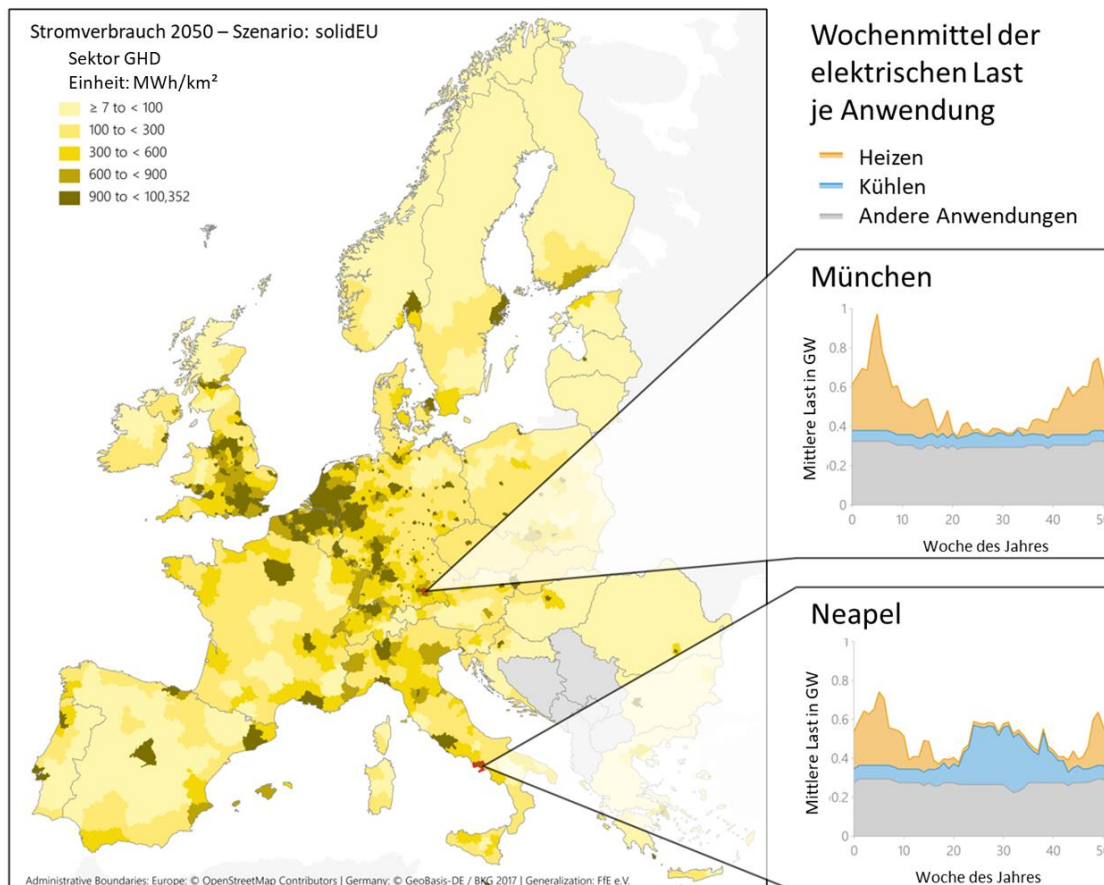 Stromverbrauch 2050 – Szenario: solidEU
Sektor GHD
Einheit: MWh/km²
≥ 7 to < 100
100 to < 300
300 to < 600
600 to < 900
900 to < 100,352
Administrative Boundaries: Europe: © OpenStreetMap Contributors | Germany: © GeoBasis-DE / BKG 2017 | Generalization: FfE e.V.
Wochenmittel der
elektrischen Last
je Anwendung
Heizen
Kühlen
Andere Anwendungen
München
Mittlere Last in GW
1
0.8
0.6
0.4
0.2
0
0 10 20 30 40 50
Woche des Jahres
Neapel
Mittlere Last in GW
1
0.8
0.6
0.4
0.2
0
0 10 20 30 40 50
Woche des Jahres